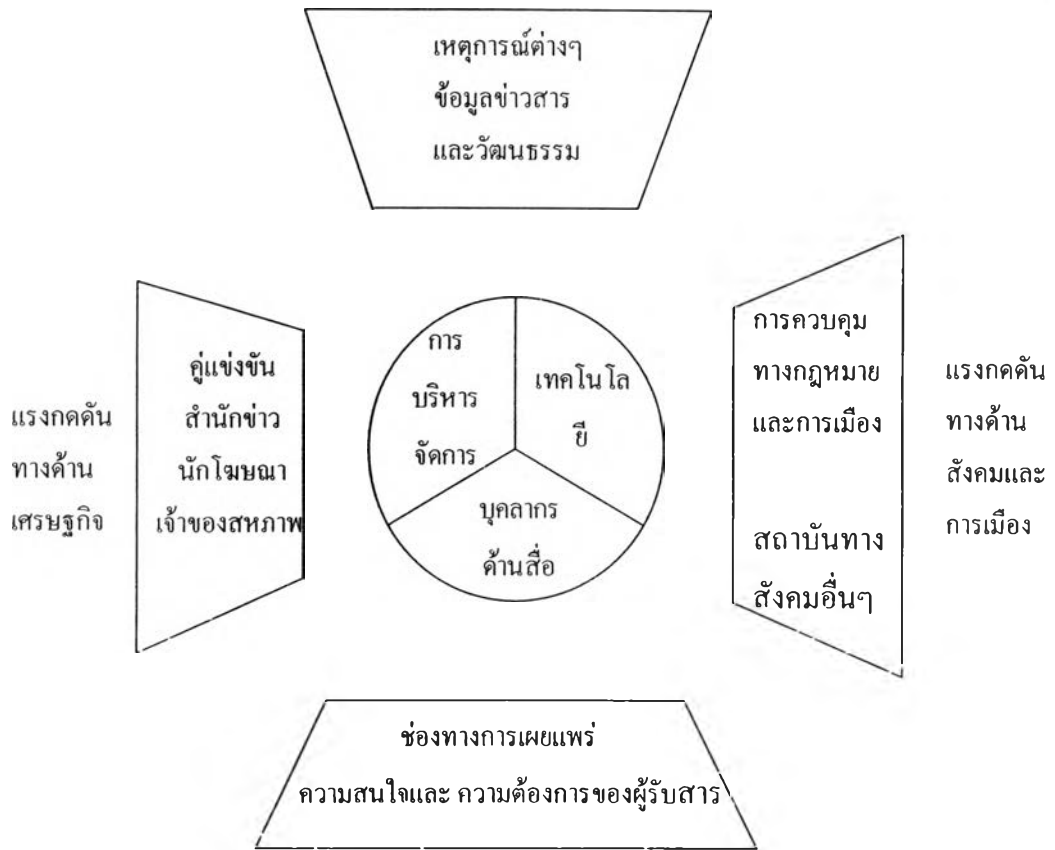 เหตุการณ์ต่างๆ
ข้อมูลข่าวสาร
และวัฒนธรรม
แรงกดดัน
ทางด้าน
เศรษฐกิจ
คู่แข่งขัน
สำนักข่าว
นักโฆษณา
เจ้าของสหภาพ
การ
บริหาร
จัดการ
เทคโนโล
ยี
บุคลากร
ด้านสื่อ
การควบคุม
ทางกฎหมาย
และการเมือง
สถาบันทาง
สังคมอื่นๆ
แรงกดดัน
ทางด้าน
สังคมและ
การเมือง
ช่องทางการเผยแพร่
ความสนใจและ ความต้องการของผู้รับสาร